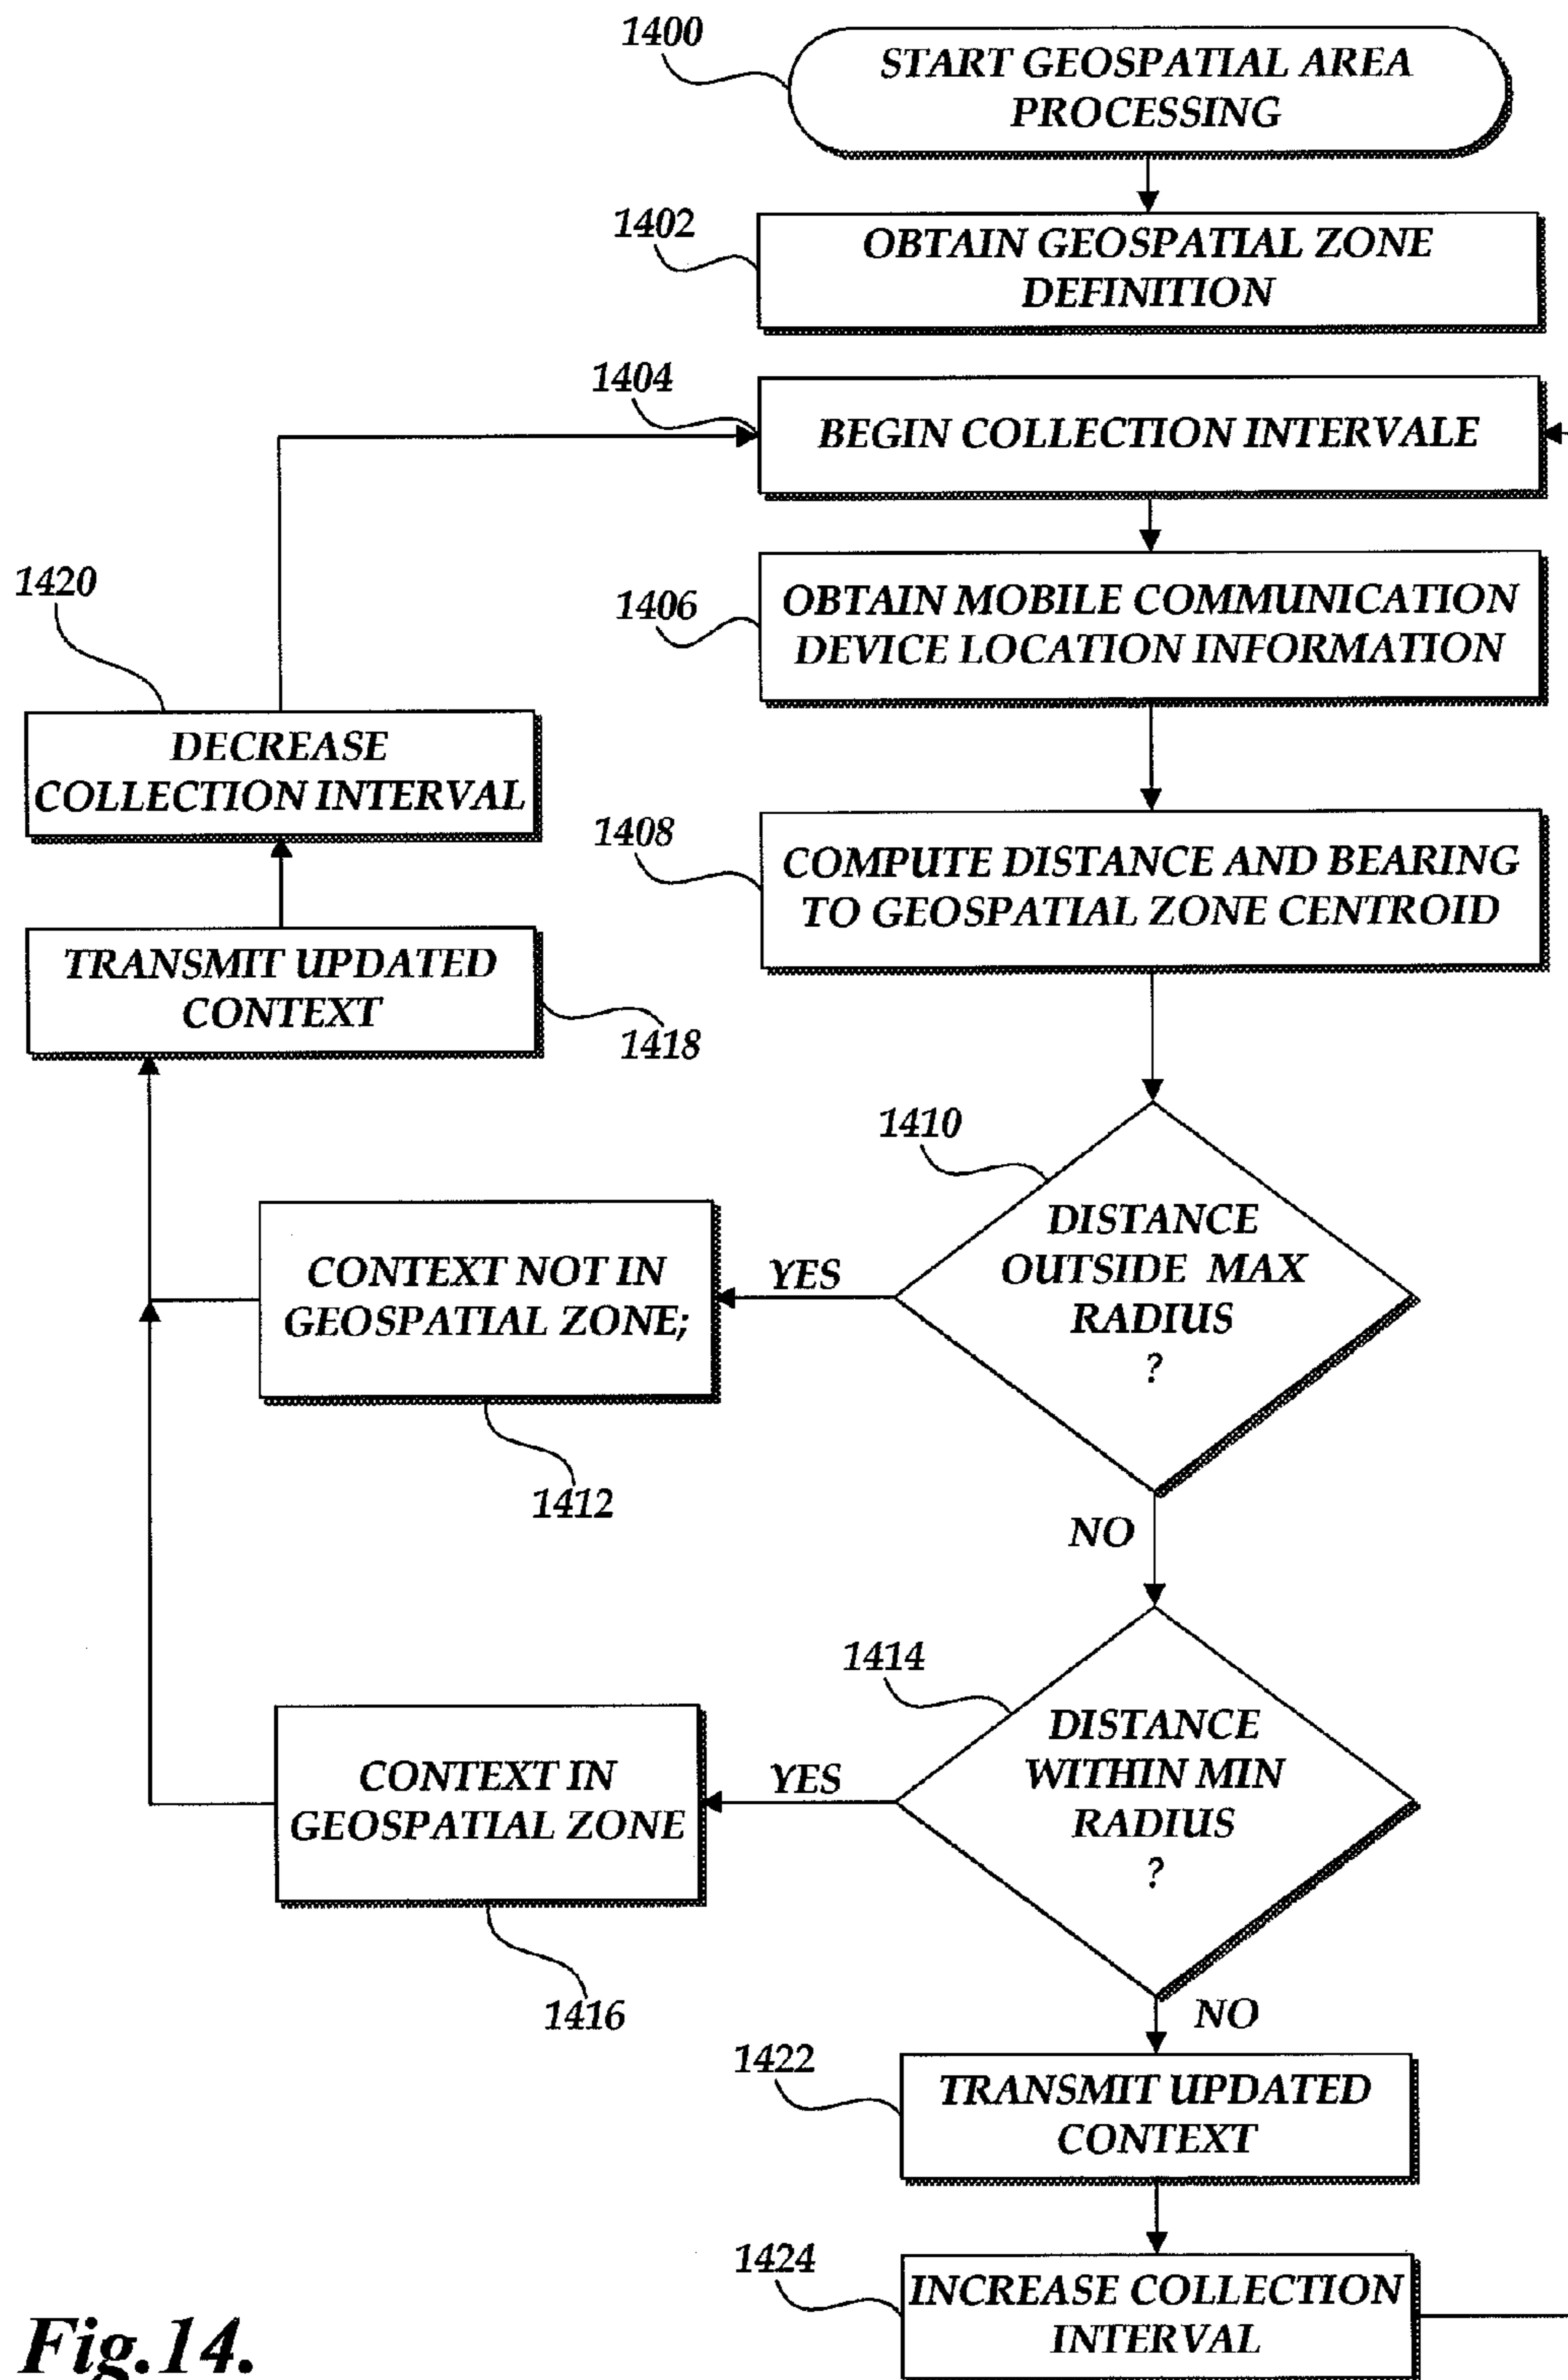 1400
START GEOSPATIAL AREA
PROCESSING
1402
OBTAIN GEOSPATIAL ZONE
DEFINITION
1404
BEGIN COLLECTION INTERVALE
1406
OBTAIN MOBILE COMMUNICATION
DEVICE LOCATION INFORMATION
1420
DECREASE
COLLECTION INTERVAL
1408
COMPUTE DISTANCE AND BEARING
TO GEOSPATIAL ZONE CENTROID
TRANSMIT UPDATED
CONTEXT
1418
1410
DISTANCE
OUTSIDE MAX
RADIUS
?
YES
CONTEXT NOT IN
GEOSPATIAL ZONE;
1412
NO
1414
DISTANCE
WITHIN MIN
RADIUS
?
YES
CONTEXT IN
GEOSPATIAL ZONE
1416
NO
1422
TRANSMIT UPDATED
CONTEXT
1424
INCREASE COLLECTION
INTERVAL
Fig.14.